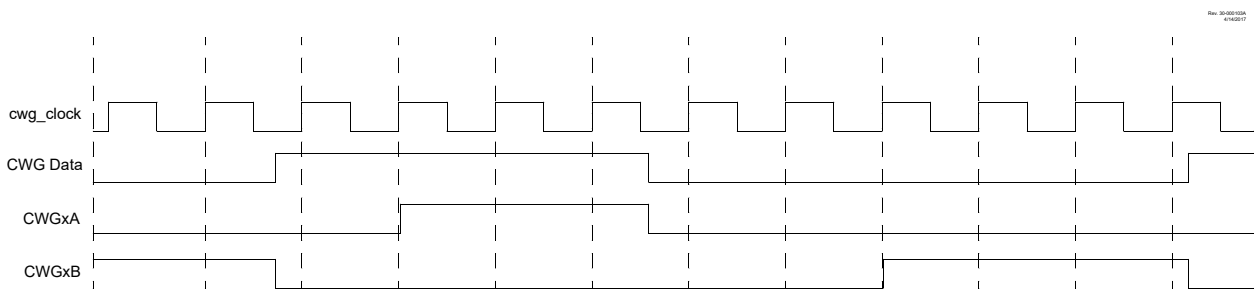 Rev. 30-000103A
4/14/2017
cwg_clock
CWG Data
CWGxA
CWGxB